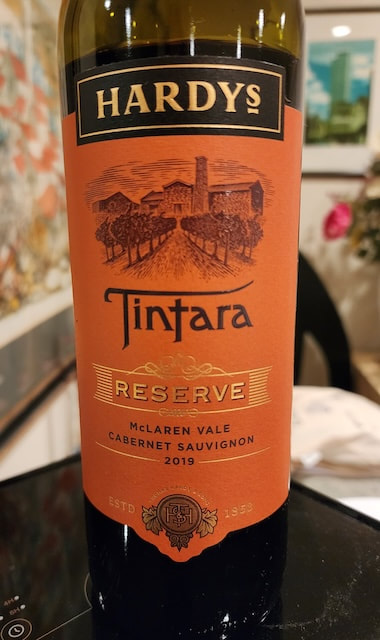 HARDYS
Tintara
RESERVE
McLAREN VALE
CABERNET SAUVIGNON
2019
ESTD 1853